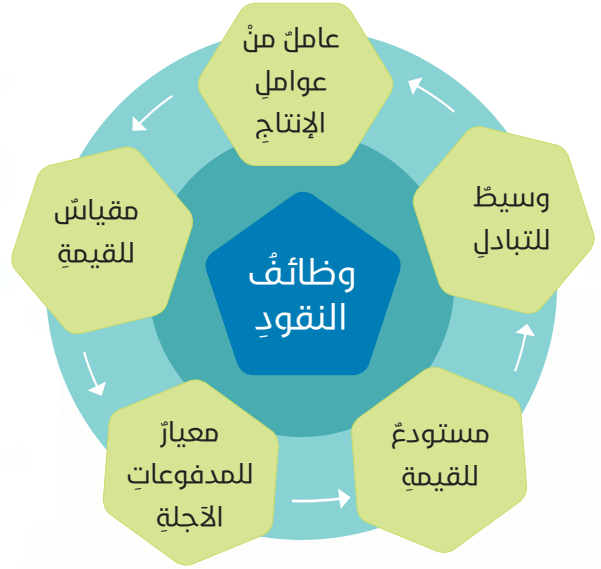 وظائفُ
النقودِ
عاملٌ منْ
عواملِ
الإنتاجِ
مقياسٌ
للقيمةِ
معيارٌ
للمدفوعاتِ
الآجلةِ
مستودعٌ
للقيمةِ
وسيطٌ
للتبادلِ